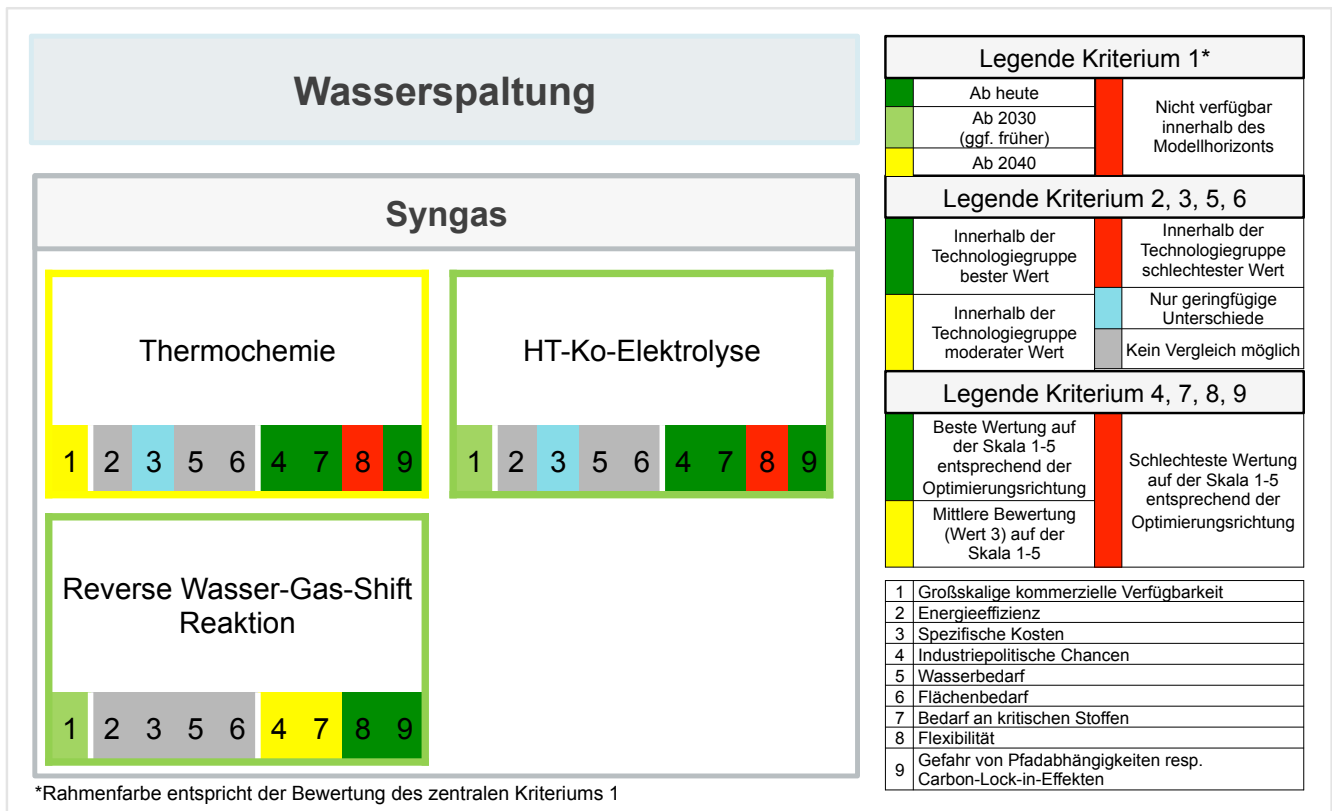 Wasserspaltung
Syngas
Thermochemie
1 2 3 5 6 4 7 8 9
HT-Ko-Elektrolyse
1 2 3 5 6 4 7 8 9
Reverse Wasser-Gas-Shift
Reaktion
1 2 3 5 6 4 7 8 9
*Rahmenfarbe entspricht der Bewertung des zentralen Kriteriums 1
Legende Kriterium 1*
Ab heute
Ab 2030
(ggf. früher)
Ab 2040
Nicht verfügbar
innerhalb des
Modellhorizonts
Legende Kriterium 2, 3, 5, 6
Innerhalb der
Technologiegruppe
bester Wert
Innerhalb der
Technologiegruppe
moderater Wert
Innerhalb der
Technologiegruppe
schlechtester Wert
Nur geringfügige
Unterschiede
Kein Vergleich möglich
Legende Kriterium 4, 7, 8, 9
Beste Wertung auf
der Skala 1-5
entsprechend der
Optimierungsrichtung
Mittlere Bewertung
(Wert 3) auf der
Skala 1-5
Schlechteste Wertung
auf der Skala 1-5
entsprechend der
Optimierungsrichtung
1 Großskalige kommerzielle Verfügbarkeit
2 Energieeffizienz
3 Spezifische Kosten
4 Industriepolitische Chancen
5 Wasserbedarf
6 Flächenbedarf
7 Bedarf an kritischen Stoffen
8 Flexibilität
9 Gefahr von Pfadabhängigkeiten resp.
Carbon-Lock-in-Effekten